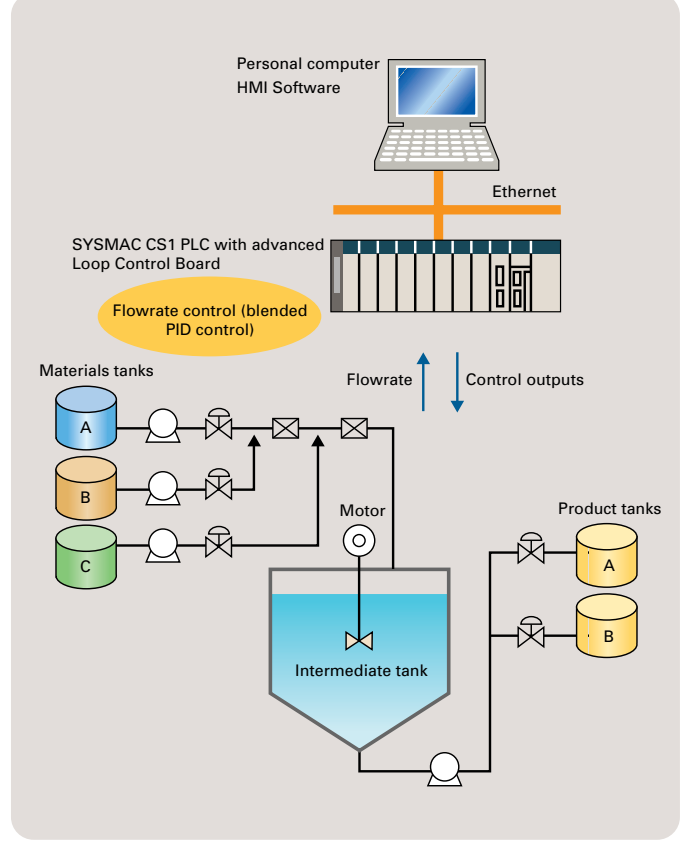 Personal computer
HMI Software
Ethernet
SYSMAC CS1 PLC with advanced
Loop Control Board
Flowrate control (blended
PID control)
Flowrate
Control outputs
Materials tanks
A
B
C
Motor
Product tanks
A
B
Intermediate tank